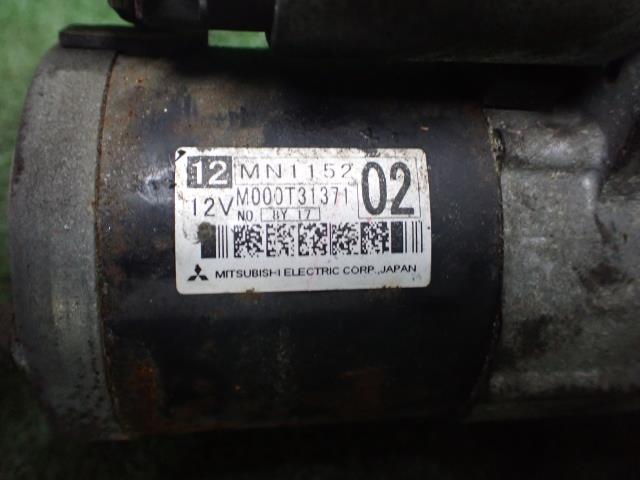 12 MN1152 02
12V M000T31371
NO. 8Y 17
MITSUBISHI ELECTRIC CORP., JAPAN